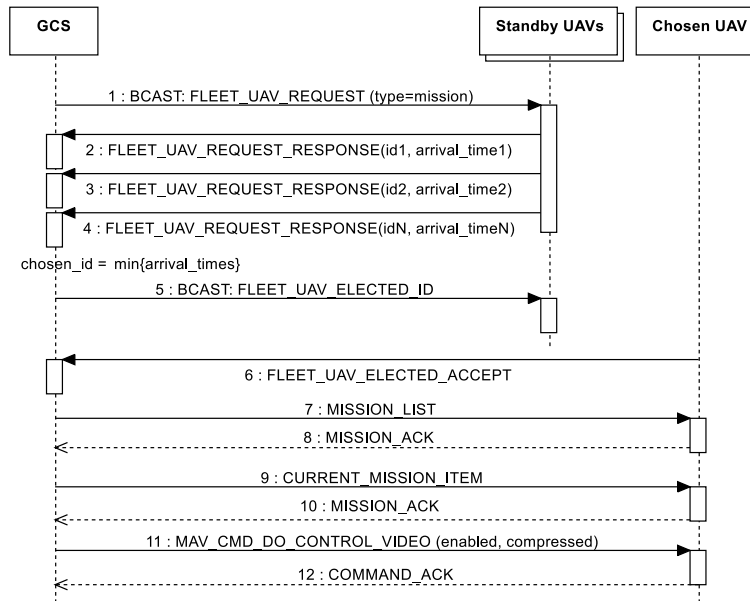 GCS
Standby UAVs
Chosen UAV
1 : BCAST: FLEET_UAV_REQUEST (type=mission)
2 : FLEET_UAV_REQUEST_RESPONSE(id1, arrival_time1)
3 : FLEET_UAV_REQUEST_RESPONSE(id2, arrival_time2)
4 : FLEET_UAV_REQUEST_RESPONSE(idN, arrival_timeN)
chosen_id = min{arrival_times}
5 : BCAST: FLEET_UAV_ELECTED_ID
6 : FLEET_UAV_ELECTED_ACCEPT
7 : MISSION_LIST
8 : MISSION_ACK
9 : CURRENT_MISSION_ITEM
10 : MISSION_ACK
11 : MAV_CMD_DO_CONTROL_VIDEO (enabled, compressed)
12 : COMMAND_ACK